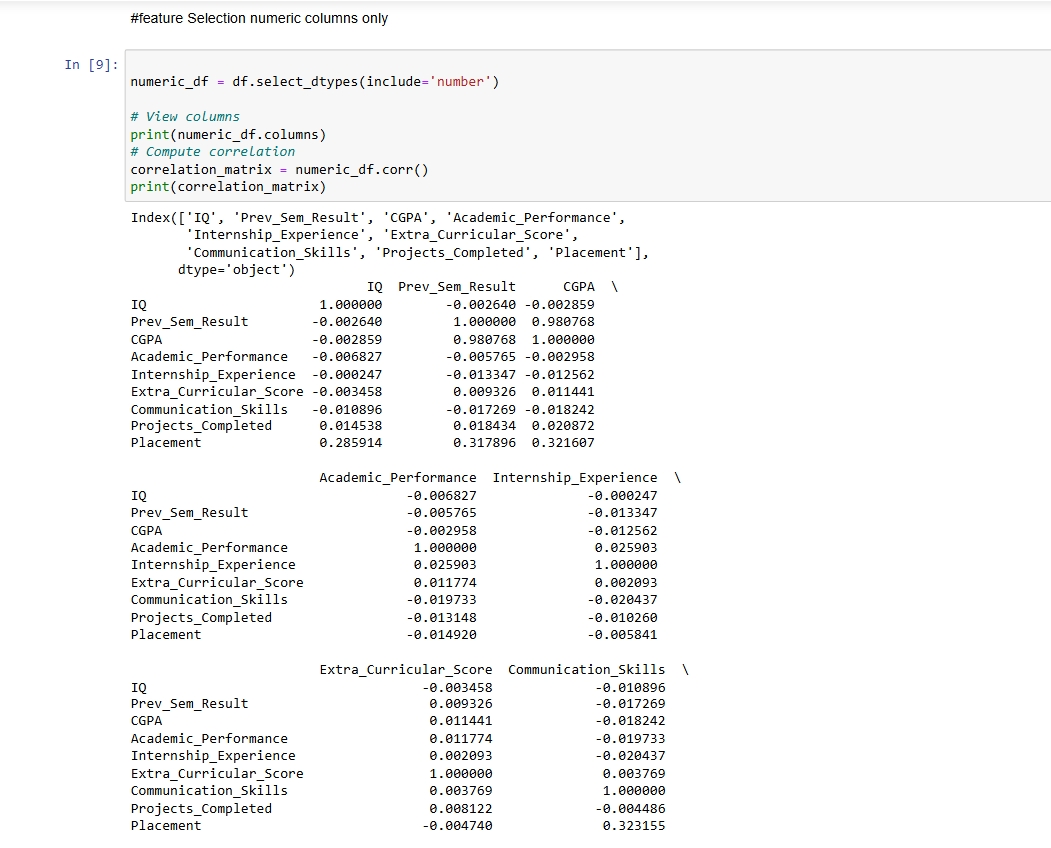 #feature Selection numeric columns only
In [9]:
numeric_df = df.select_dtypes(include='number')
# View columns
print(numeric_df.columns)
# Compute correlation
correlation_matrix = numeric_df.corr()
print(correlation_matrix)
Index(['IQ', 'Prev_Sem_Result', 'CGPA', 'Academic_Performance',
'Internship_Experience', 'Extra_Curricular_Score',
'Communication_Skills', 'Projects_Completed', 'Placement'],
dtype='object')
IQ Prev_Sem_Result CGPA \
IQ 1.000000 -0.002640 -0.002859
Prev_Sem_Result -0.002640 1.000000 0.980768
CGPA -0.002859 0.980768 1.000000
Academic_Performance -0.006827 -0.005765 -0.002958
Internship_Experience -0.000247 -0.013347 -0.012562
Extra_Curricular_Score -0.003458 0.009326 0.011441
Communication_Skills -0.010896 -0.017269 -0.018242
Projects_Completed 0.014538 0.018434 0.020872
Placement 0.285914 0.317896 0.321607
Academic_Performance Internship_Experience \
IQ -0.006827 -0.000247
Prev_Sem_Result -0.005765 -0.013347
CGPA -0.002958 -0.012562
Academic_Performance 1.000000 0.025903
Internship_Experience 0.025903 1.000000
Extra_Curricular_Score 0.011774 0.002093
Communication_Skills -0.019733 -0.020437
Projects_Completed -0.013148 -0.010260
Placement -0.014920 -0.005841
Extra_Curricular_Score Communication_Skills \
IQ -0.003458 -0.010896
Prev_Sem_Result 0.009326 -0.017269
CGPA 0.011441 -0.018242
Academic_Performance 0.011774 -0.019733
Internship_Experience 0.002093 -0.020437
Extra_Curricular_Score 1.000000 0.003769
Communication_Skills 0.003769 1.000000
Projects_Completed 0.008122 -0.004486
Placement -0.004740 0.323155